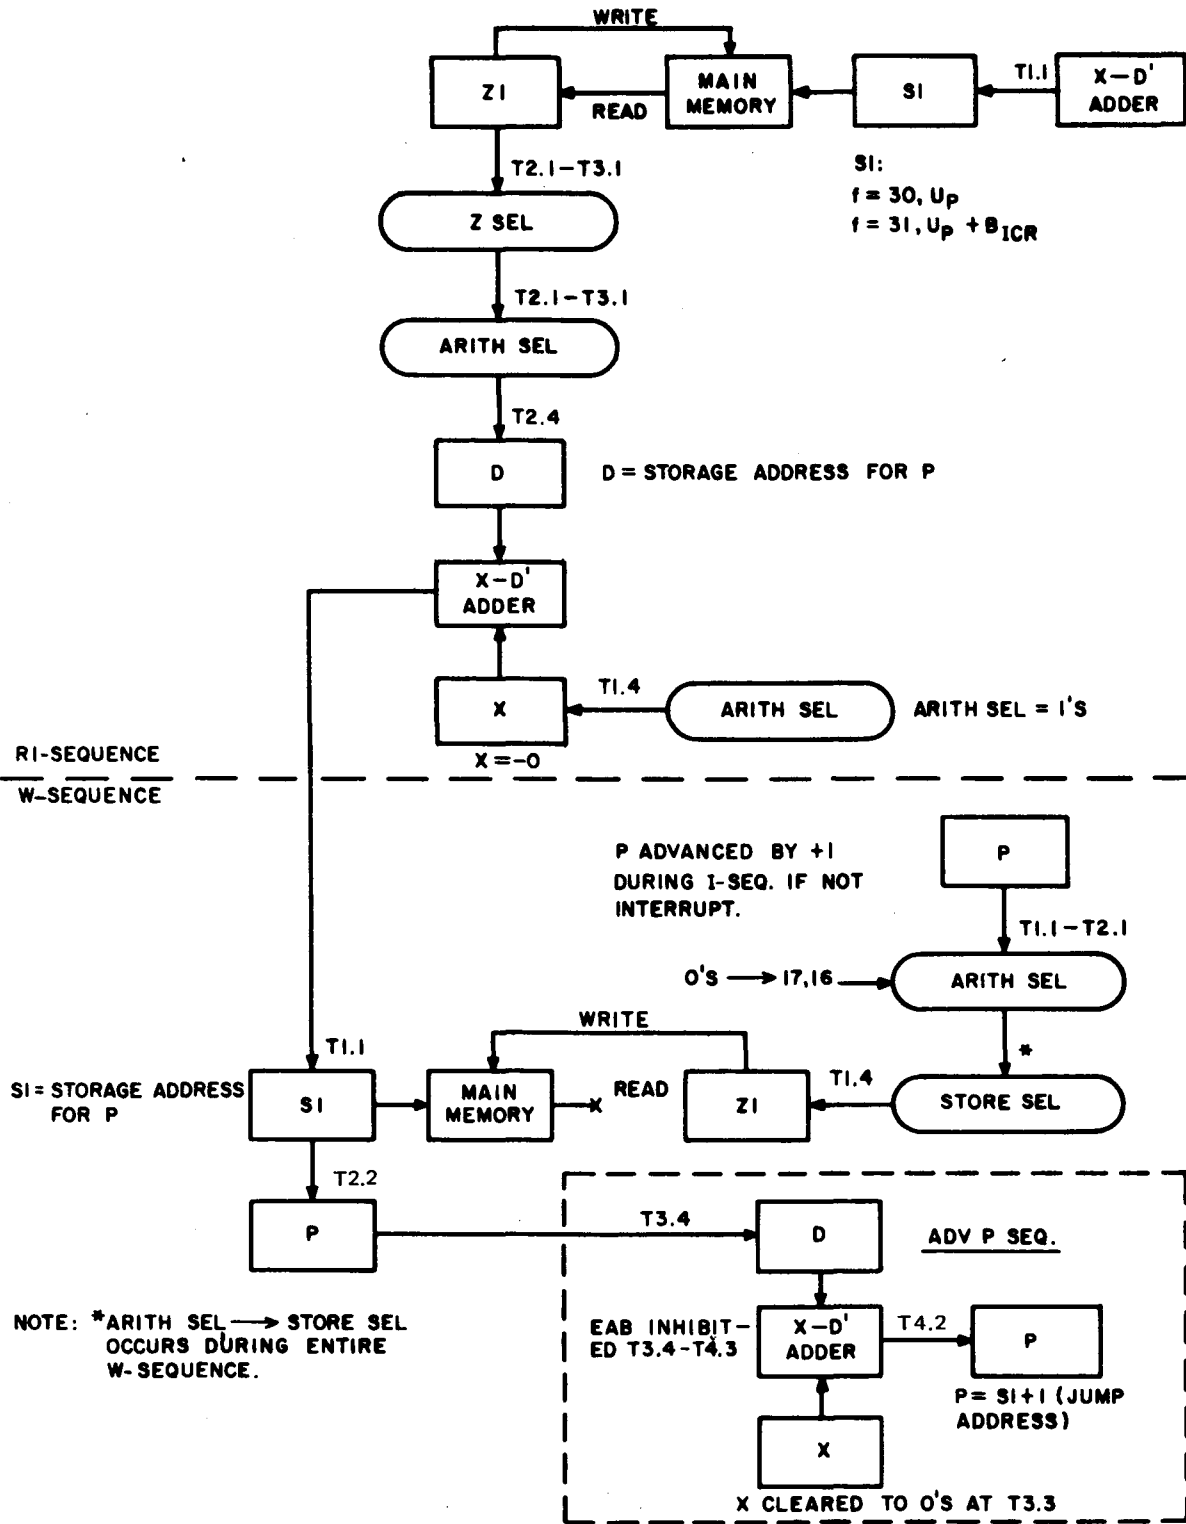 WRITE
Z1
MAIN
MEMORY
S1
X-D'
ADDER
T1.1
READ
T2.1-T3.1
S1:
f = 30, UP
f = 31, UP + BICR
Z SEL
T2.1-T3.1
ARITH SEL
T2.4
D
D = STORAGE ADDRESS FOR P
X-D'
ADDER
X
T1.4
ARITH SEL
ARITH SEL = 1'S
X = -0
R1-SEQUENCE
W-SEQUENCE
P ADVANCED BY +1
DURING I-SEQ. IF NOT
INTERRUPT.
P
T1.1-T2.1
O'S → 17,16
ARITH SEL
WRITE
*
T1.1
S1 = STORAGE ADDRESS
FOR P
S1
MAIN
MEMORY
X
READ
Z1
T1.4
STORE SEL
T2.2
P
T3.4
D
ADV P SEQ.
NOTE: *ARITH SEL → STORE SEL
OCCURS DURING ENTIRE
W-SEQUENCE.
EAB INHIBIT-
ED T3.4-T4.3
X-D'
ADDER
T4.2
P
P = S1+1 (JUMP
ADDRESS)
X
X CLEARED TO O'S AT T3.3